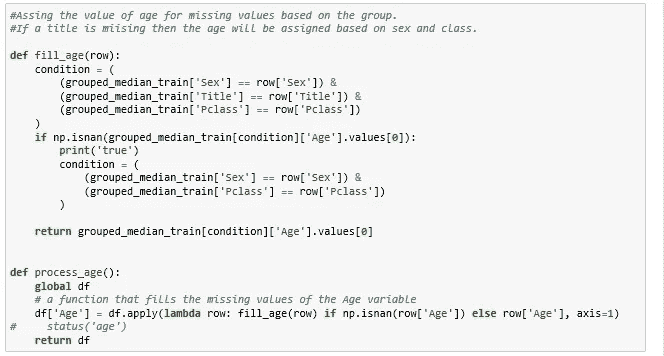 #Assing the value of age for missing values based on the group.
#If a title is miising then the age will be assigned based on sex and class.
def fill_age(row):
    condition = (
        (grouped_median_train['Sex'] == row['Sex']) &
        (grouped_median_train['Title'] == row['Title']) &
        (grouped_median_train['Pclass'] == row['Pclass'])
    )
    if np.isnan(grouped_median_train[condition]['Age'].values[0]):
        print('true')
        condition = (
            (grouped_median_train['Sex'] == row['Sex']) &
            (grouped_median_train['Pclass'] == row['Pclass'])
        )
    return grouped_median_train[condition]['Age'].values[0]
def process_age():
    global df
    # a function that fills the missing values of the Age variable
    df['Age'] = df.apply(lambda row: fill_age(row) if np.isnan(row['Age']) else row['Age'], axis=1)
#    status('age')
    return df